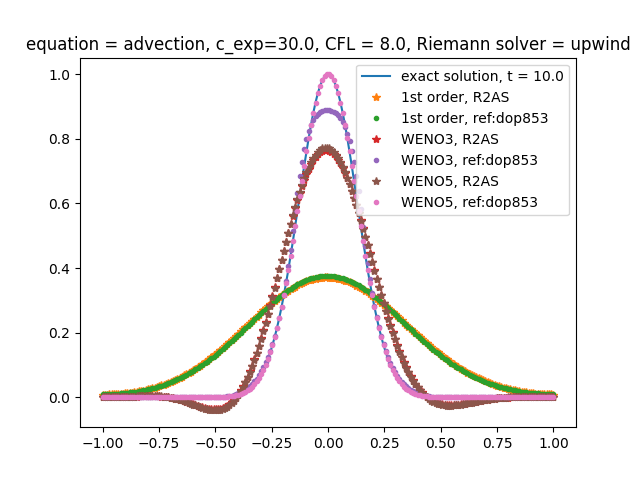 equation = advection, c_exp=30.0, CFL = 8.0, Riemann solver = upwind
exact solution, t = 10.0
1st order, R2AS
1st order, ref:dop853
WENO3, R2AS
WENO3, ref:dop853
WENO5, R2AS
WENO5, ref:dop853
1.0
0.8
0.6
0.4
0.2
0.0
−1.00 −0.75 −0.50 −0.25 0.00 0.25 0.50 0.75 1.00